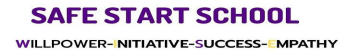 SAFE START SCHOOL
WILLPOWER-INITIATIVE-SUCCESS-EMPATHY